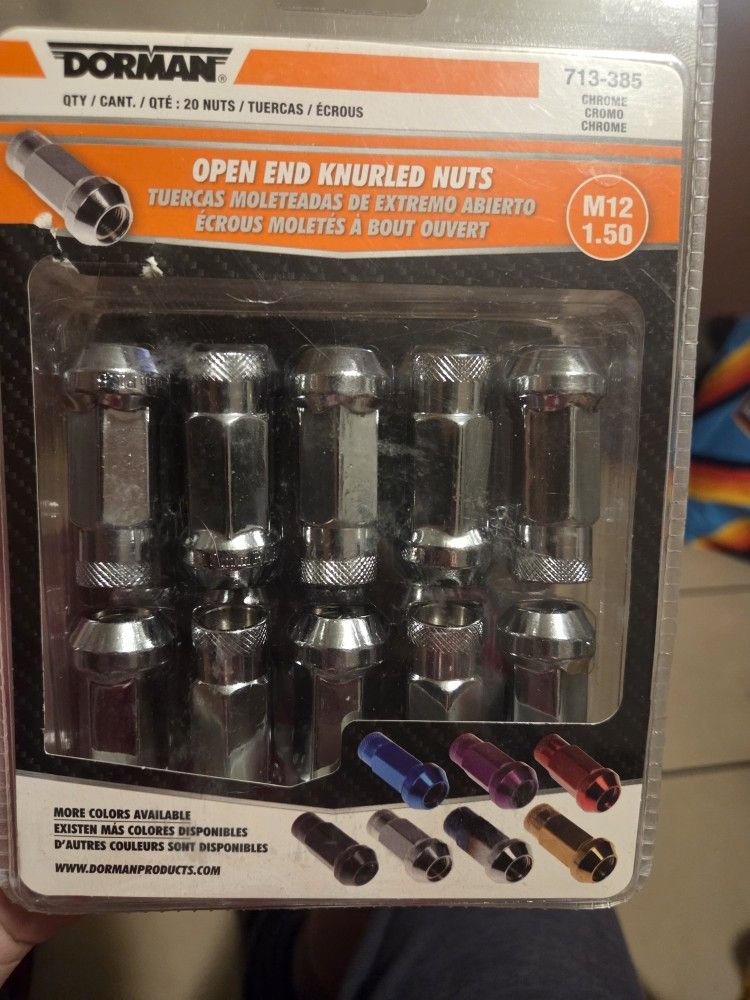 DORMAN®
713-385
QTY / CANT. / QTÉ : 20 NUTS / TUERCAS / ÉCROUS
CHROME
CROMO
CHROME
OPEN END KNURLED NUTS
TUERCAS MOLETEADAS DE EXTREMO ABIERTO
ÉCROUS MOLETÉS À BOUT OUVERT
M12
1.50
MORE COLORS AVAILABLE
EXISTEN MÁS COLORES DISPONIBLES
D'AUTRES COULEURS SONT DISPONIBLES
WWW.DORMANPRODUCTS.COM